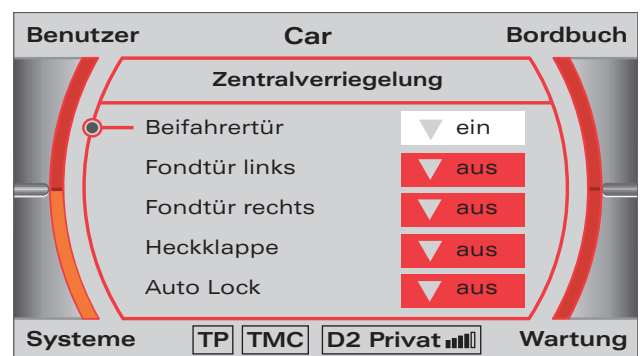 Benutzer Car Bordbuch
Zentralverriegelung
Beifahrertür ein
Fondtür links aus
Fondtür rechts aus
Heckklappe aus
Auto Lock aus
Systeme TP TMC D2 Privat Wartung